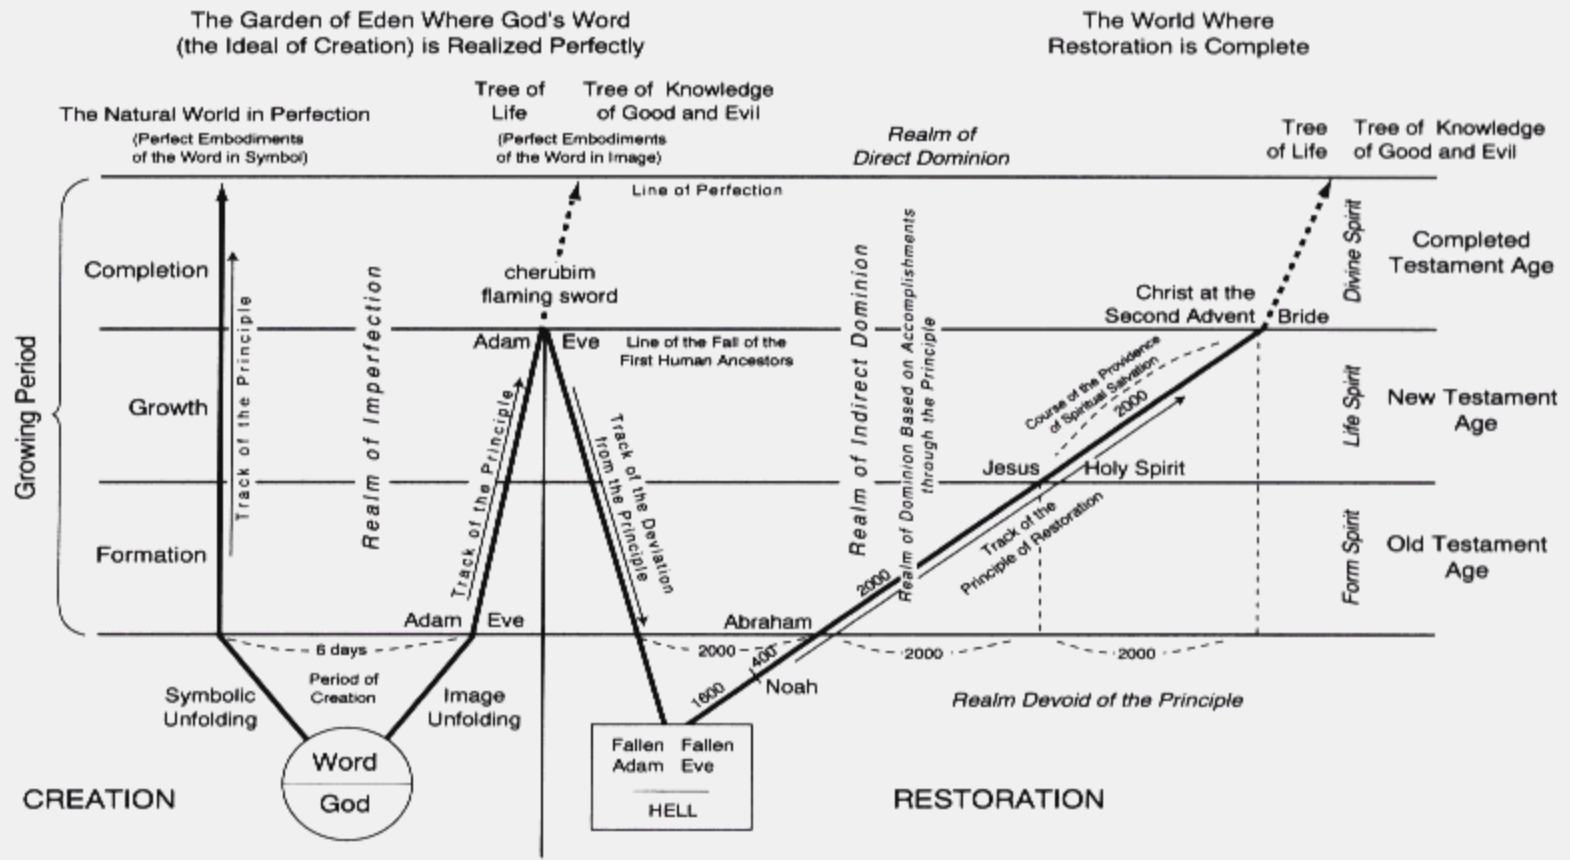 The Garden of Eden Where God's Word
(the Ideal of Creation) is Realized Perfectly
The World Where
Restoration is Complete
The Natural World in Perfection
(Perfect Embodiments
of the Word in Symbol)
Tree of
Life
Tree of Knowledge
of Good and Evil
(Perfect Embodiments
of the Word in Image)
Realm of
Direct Dominion
Tree
of Life
Tree of Knowledge
of Good and Evil
Line of Perfection
Growing Period
Completion
Growth
Formation
Track of the Principle
Realm of Imperfection
cherubim
flaming sword
Adam
Eve
Line of the Fall of the
First Human Ancestors
Track of the Principle
Track of the Deviation
from the Principle
Realm of Indirect Dominion
Realm of Dominion Based on Accomplishments
through the Principle
Christ at the
Second Advent
Bride
Course of the Providence
of Spiritual Salvation
2000
Jesus
Holy Spirit
Track of the
Principle of Restoration
2000
Divine Spirit
Life Spirit
Form Spirit
Completed
Testament Age
New Testament
Age
Old Testament
Age
Adam
Eve
Abraham
6 days
2000
2000
2000
400
1600
Noah
Period of
Creation
Symbolic
Unfolding
Image
Unfolding
Realm Devoid of the Principle
Word
God
Fallen Fallen
Adam Eve
HELL
CREATION
RESTORATION